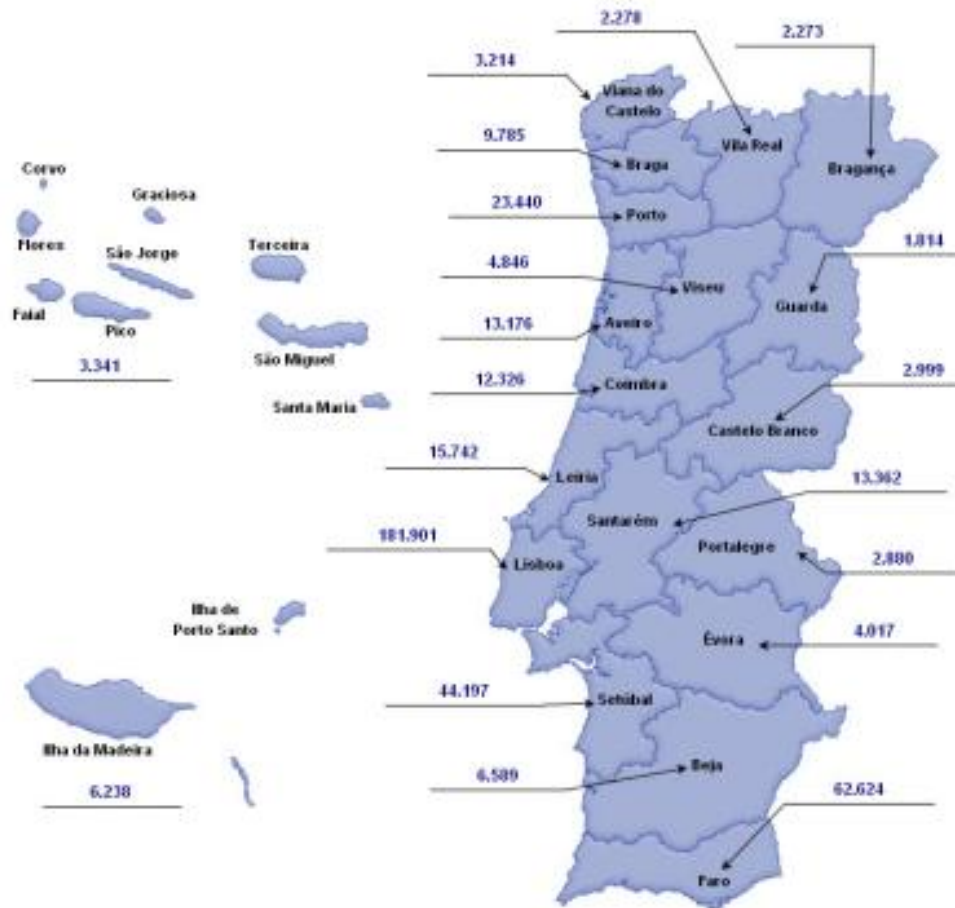 2.278
2.273
3.214
Viana do
Castelo
9.785
Vila Real
Braga
Bragança
Corvo
Graciosa
23.440
Porto
Flores
São Jorge
Terceira
1.814
4.846
Viseu
Guarda
Faial
Pico
13.176
Aveiro
São Miguel
3.341
12.326
Coimbra
2.999
Santa Maria
Castelo Branco
15.742
Leiria
13.362
Santarém
181.901
Lisboa
Portalegre
2.880
Ilha de
Porto Santo
Évora
4.017
44.197
Setúbal
Ilha da Madeira
6.589
Beja
6.238
62.624
Faro